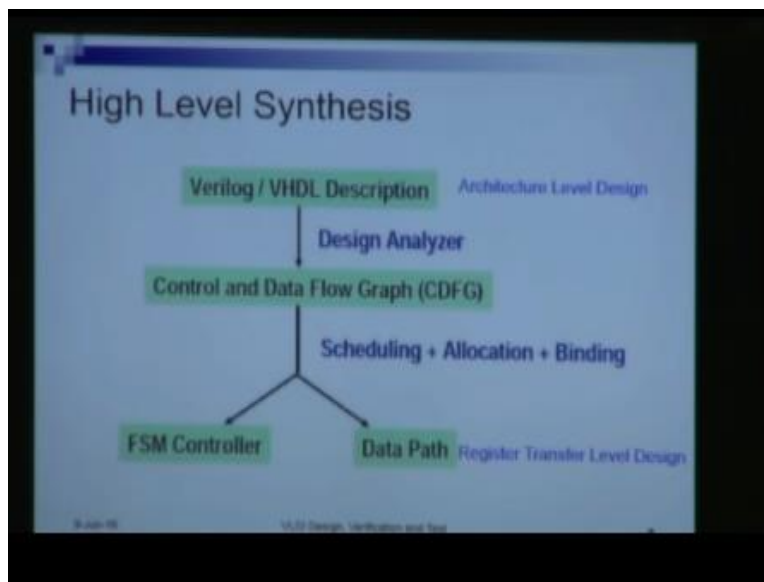 High Level Synthesis
Verilog / VHDL Description
Architecture Level Design
Design Analyzer
Control and Data Flow Graph (CDFG)
Scheduling + Allocation + Binding
FSM Controller
Data Path
Register Transfer Level Design
VLSI Design, Verification and Test